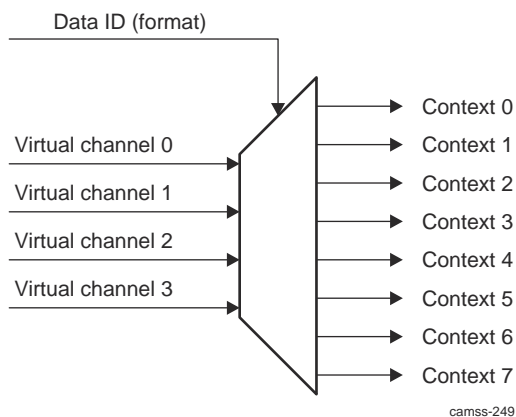 Data ID (format)
Virtual channel 0
Virtual channel 1
Virtual channel 2
Virtual channel 3
Context 0
Context 1
Context 2
Context 3
Context 4
Context 5
Context 6
Context 7
camss-249